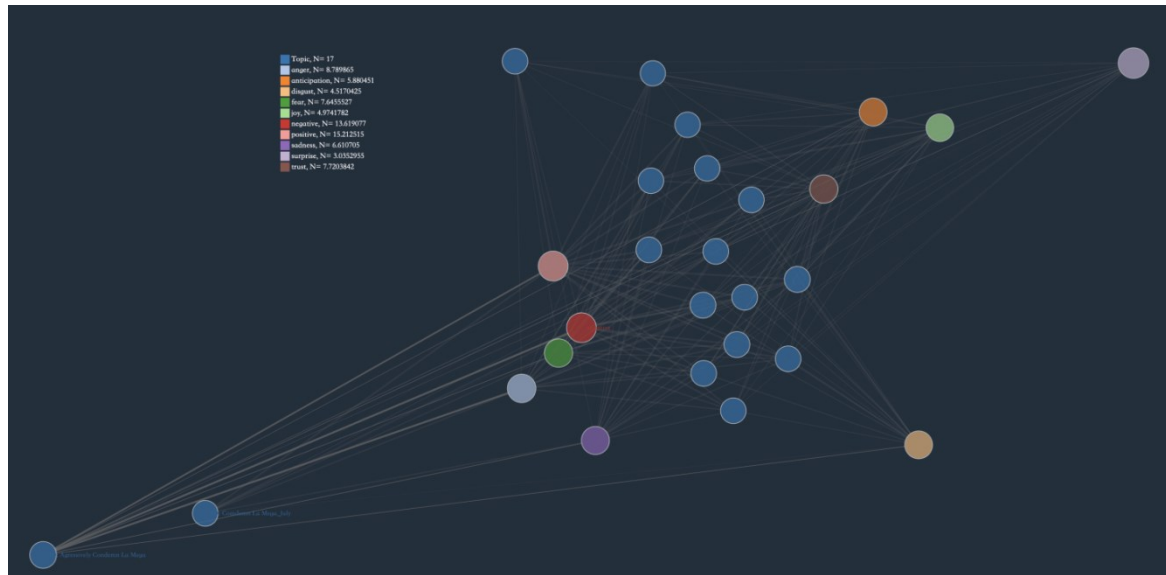 Topic, N= 17
anger, N= 8.789865
anticipation, N= 5.880451
disgust, N= 4.5170425
fear, N= 7.6455527
joy, N= 4.9741782
negative, N= 13.619077
positive, N= 15.212515
sadness, N= 6.610705
surprise, N= 3.0352955
trust, N= 7.7203842